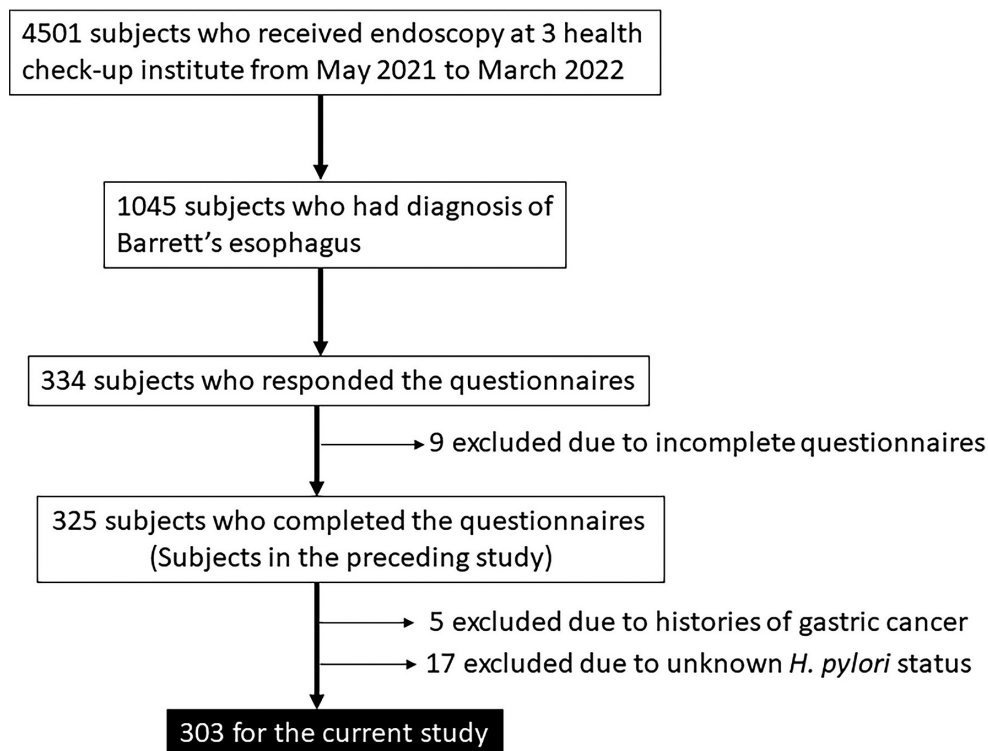 4501 subjects who received endoscopy at 3 health
check-up institute from May 2021 to March 2022
1045 subjects who had diagnosis of
Barrett’s esophagus
334 subjects who responded the questionnaires
9 excluded due to incomplete questionnaires
325 subjects who completed the questionnaires
(Subjects in the preceding study)
5 excluded due to histories of gastric cancer
17 excluded due to unknown H. pylori status
303 for the current study